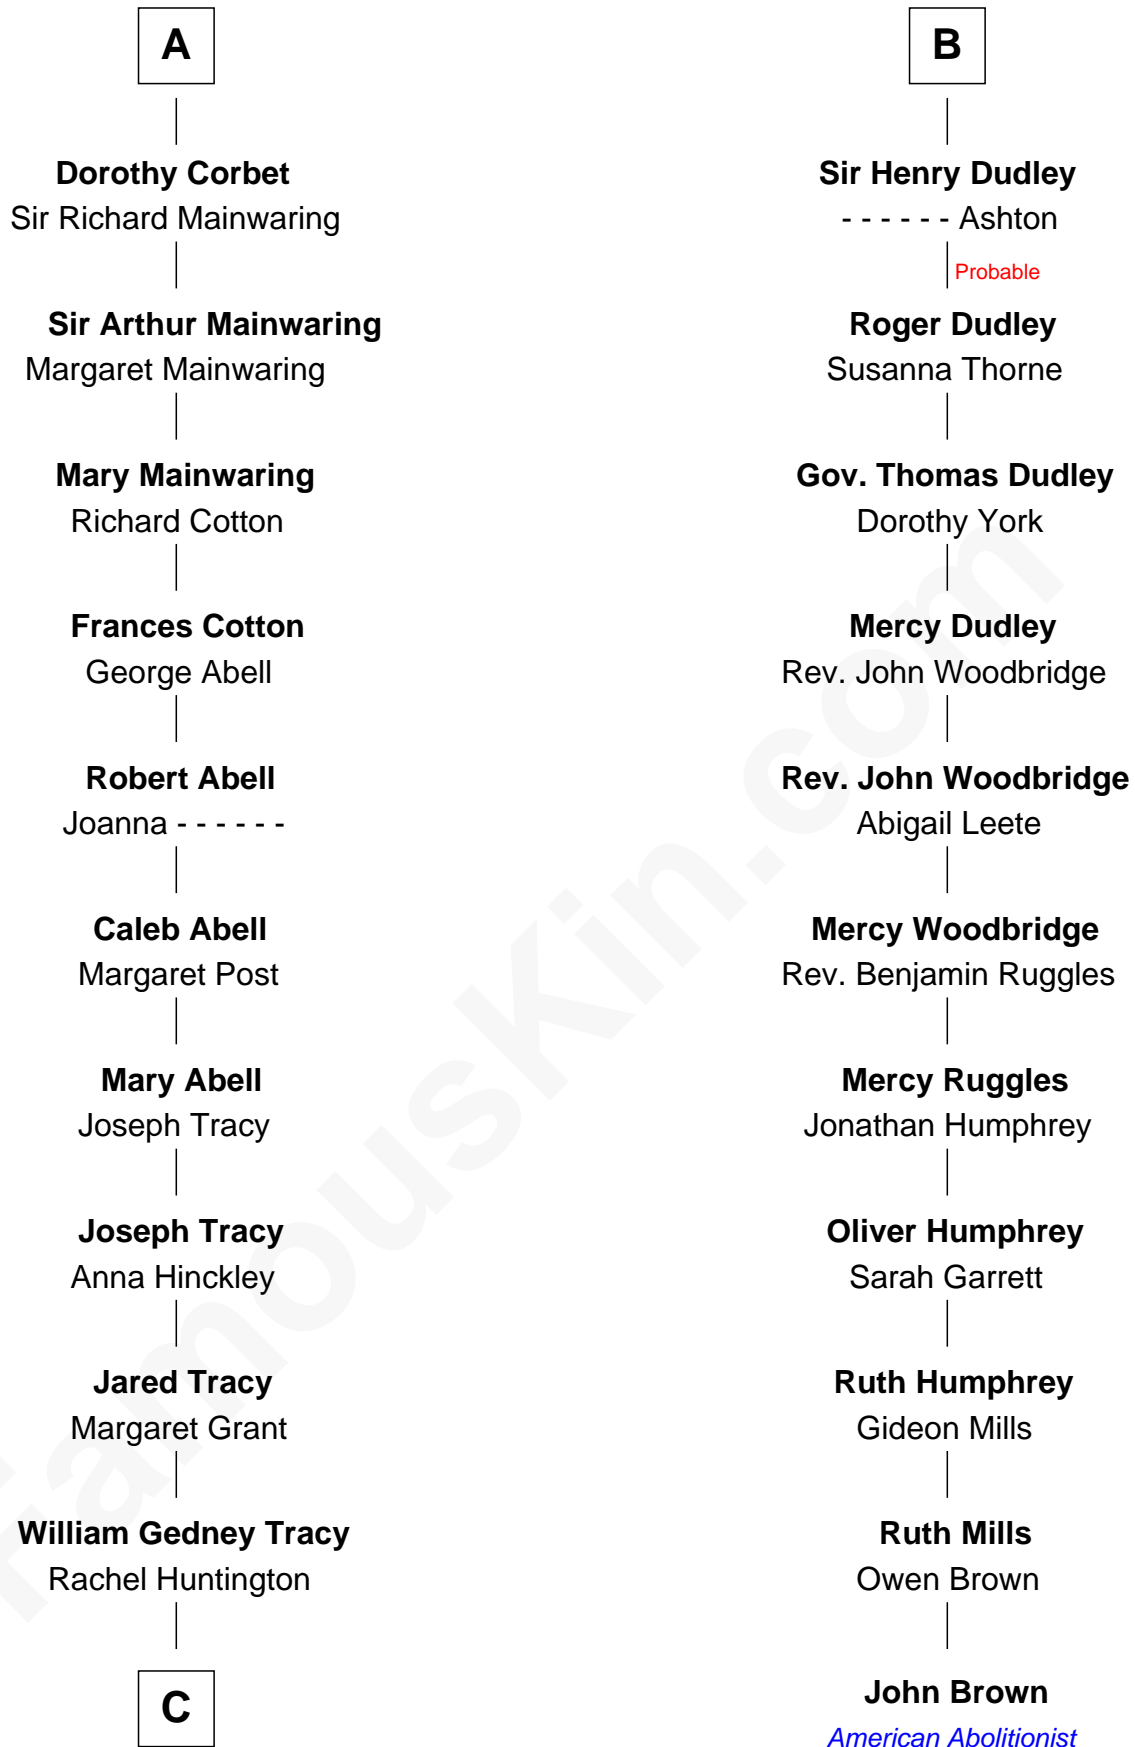 A
Dorothy Corbet
Sir Richard Mainwaring
Sir Arthur Mainwaring
Margaret Mainwaring
Mary Mainwaring
Richard Cotton
Frances Cotton
George Abell
Robert Abell
Joanna - - - - - -
Caleb Abell
Margaret Post
Mary Abell
Joseph Tracy
Joseph Tracy
Anna Hinckley
Jared Tracy
Margaret Grant
William Gedney Tracy
Rachel Huntington
C
B
Sir Henry Dudley
- - - - - - Ashton
Probable
Roger Dudley
Susanna Thorne
Gov. Thomas Dudley
Dorothy York
Mercy Dudley
Rev. John Woodbridge
Rev. John Woodbridge
Abigail Leete
Mercy Woodbridge
Rev. Benjamin Ruggles
Mercy Ruggles
Jonathan Humphrey
Oliver Humphrey
Sarah Garrett
Ruth Humphrey
Gideon Mills
Ruth Mills
Owen Brown
John Brown
American Abolitionist
FamousKin.com